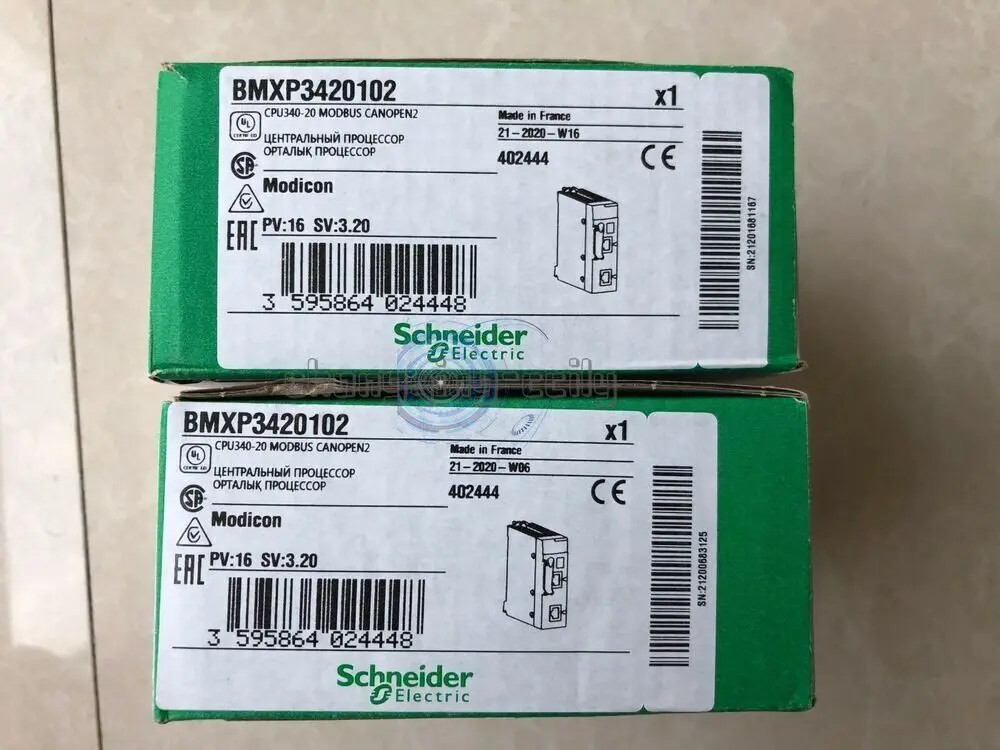 BMXP3420102
x1
CPU340-20 MODBUS CANOPEN2
ЦЕНТРАЛЬНЫЙ ПРОЦЕССОР
ОРТАЛЫҚ ПРОЦЕССОР
Made in France
21-2020-W16
402444
CE
UL
Modicon
EAC
PV:16 SV:3.20
3 595864 024448
SN:21201681167
Schneider
Electric
BMXP3420102
x1
CPU340-20 MODBUS CANOPEN2
ЦЕНТРАЛЬНЫЙ ПРОЦЕССОР
ОРТАЛЫҚ ПРОЦЕССОР
Made in France
21-2020-W06
402444
CE
UL
Modicon
EAC
PV:16 SV:3.20
3 595864 024448
SN:21200683125
Schneider
Electric